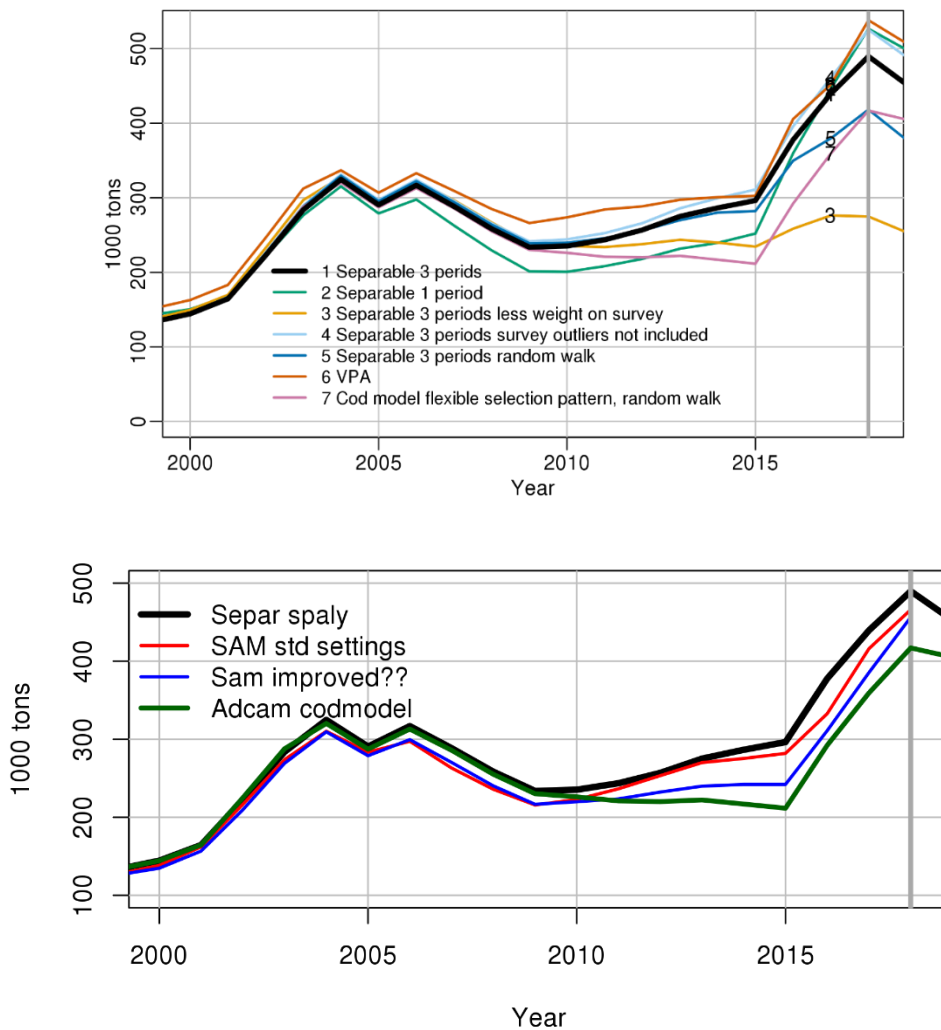 500
400
300
200
100
0
1000 tons
5
7
3
1 Separable 3 perids
2 Separable 1 period
3 Separable 3 periods less weight on survey
4 Separable 3 periods survey outliers not included
5 Separable 3 periods random walk
6 VPA
7 Cod model flexible selection pattern, random walk
2000 2005 2010 2015
Year
500
400
300
200
100
1000 tons
Separ spaly
SAM std settings
Sam improved??
Adcam codmodel
2000 2005 2010 2015
Year